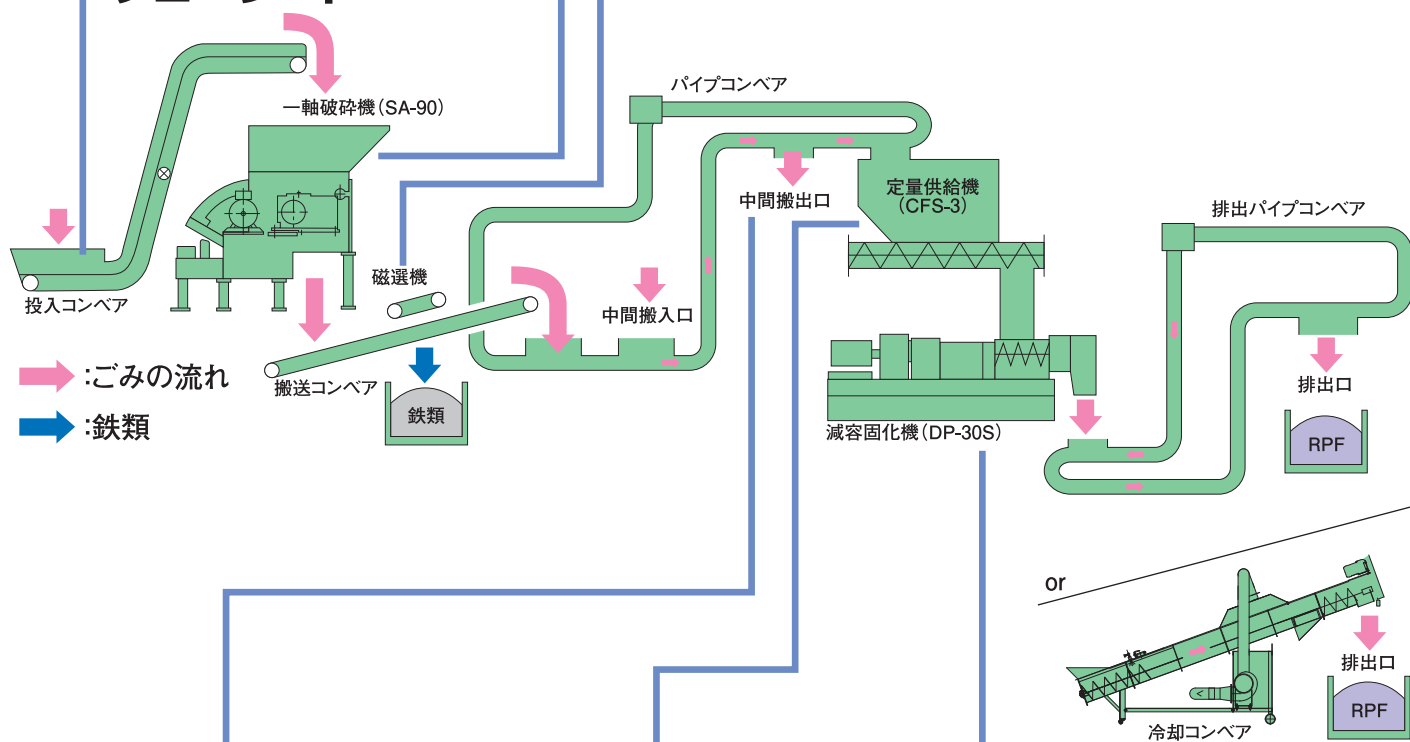 一軸破砕機(SA-90)
パイプコンベア
中間搬出口
定量供給機
(CFS-3)
排出パイプコンベア
投入コンベア
磁選機
中間搬入口
:ごみの流れ
搬送コンベア
鉄類
:鉄類
減容固化機(DP-30S)
排出口
RPF
or
排出口
RPF
冷却コンベア